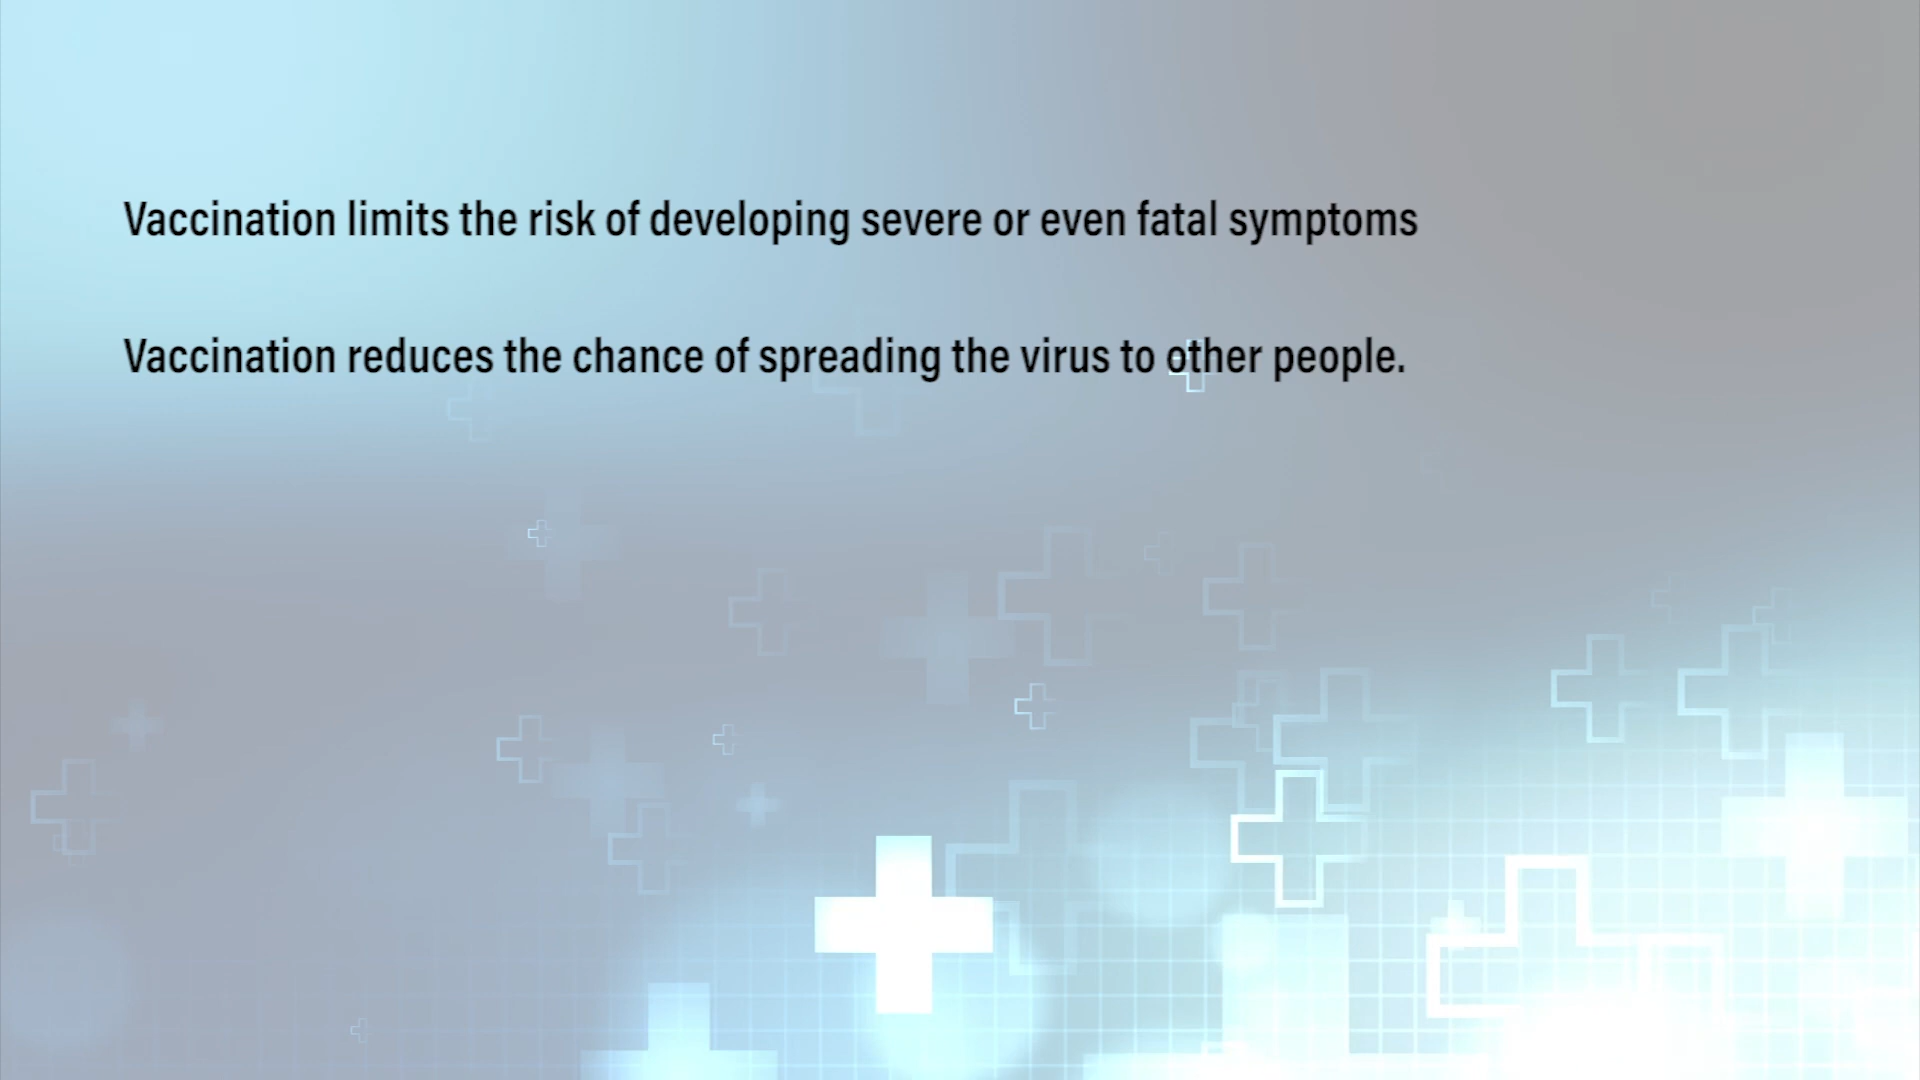 Vaccination limits the risk of developing severe or even fatal symptoms
Vaccination reduces the chance of spreading the virus to other people.